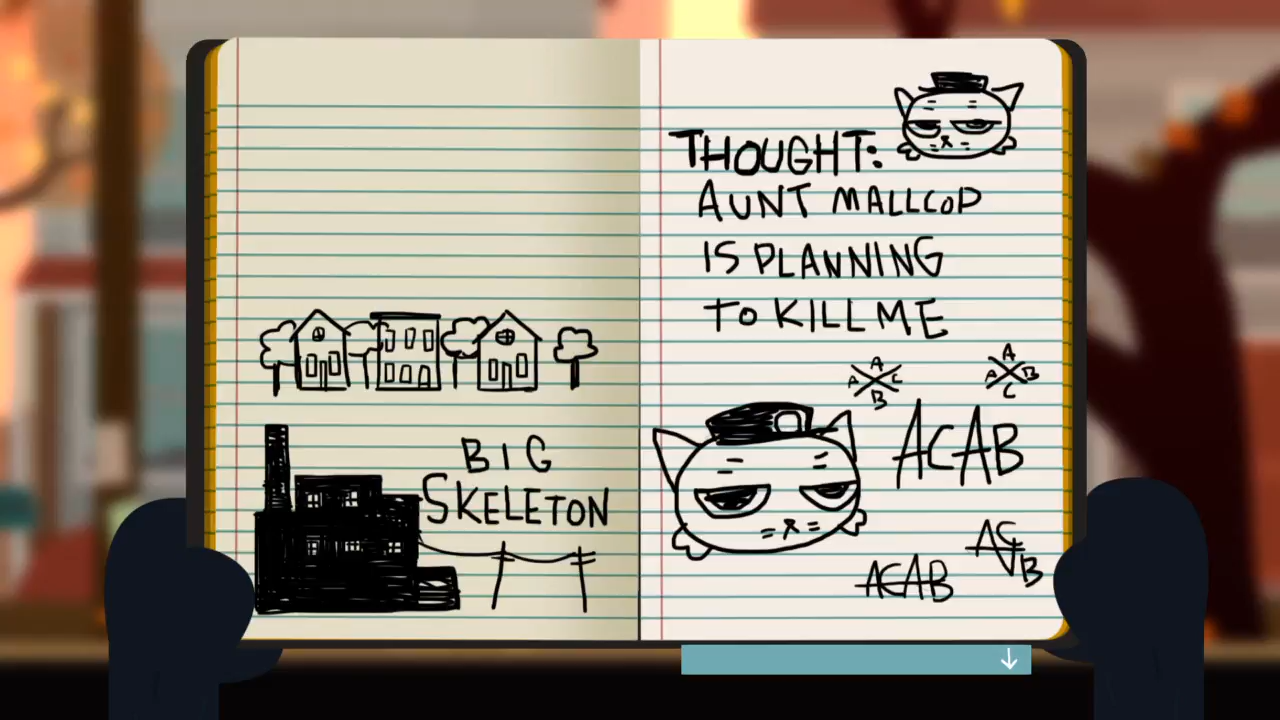 BIG
SKELETON
THOUGHT:
AUNT MALLCOP
IS PLANNING
TO KILL ME
A
A C
B
A
A B
C
ACAB
ACAB
ACAB